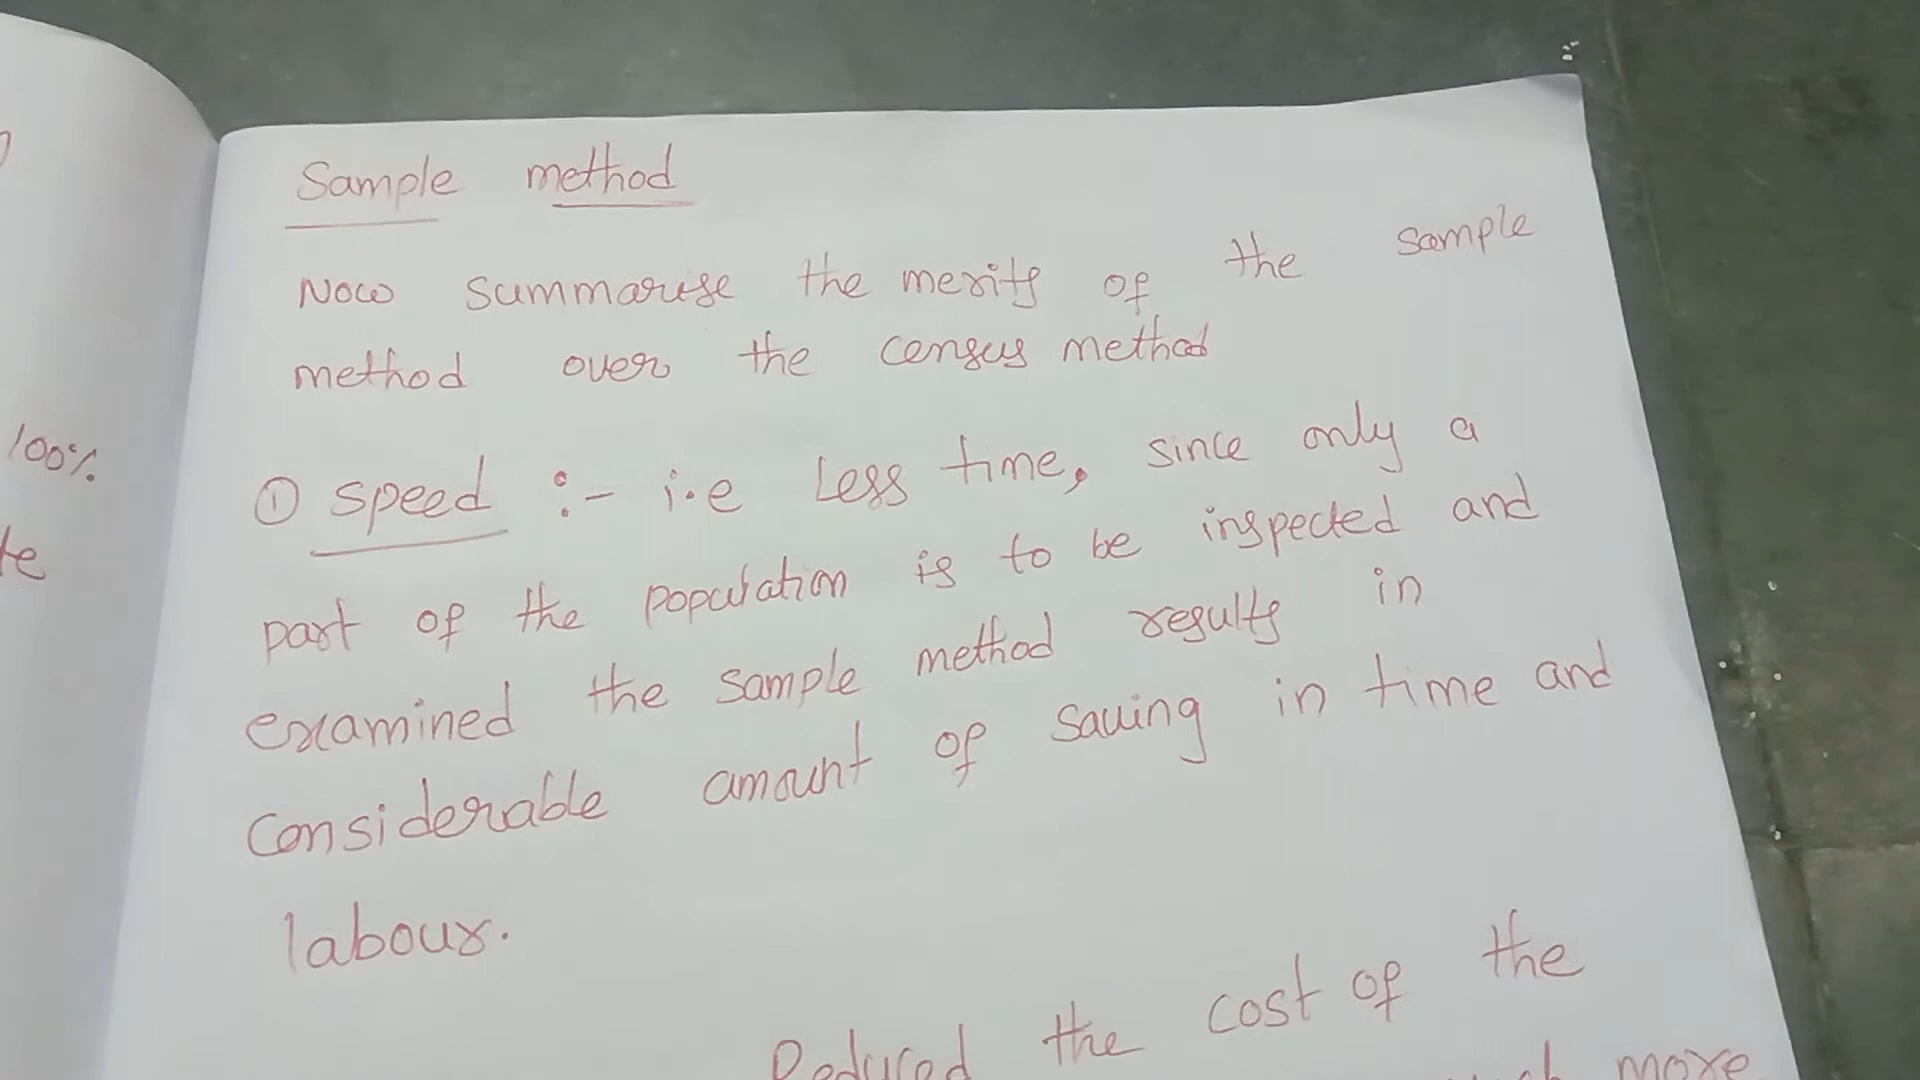 100%
te
Sample method
Now summarise the merits of the sample
method over the census method
① speed :- i.e Less time, since only a
part of the population is to be inspected and
examined the sample method results in
considerable amount of saving in time and
labour.
Reduced the cost of the
more